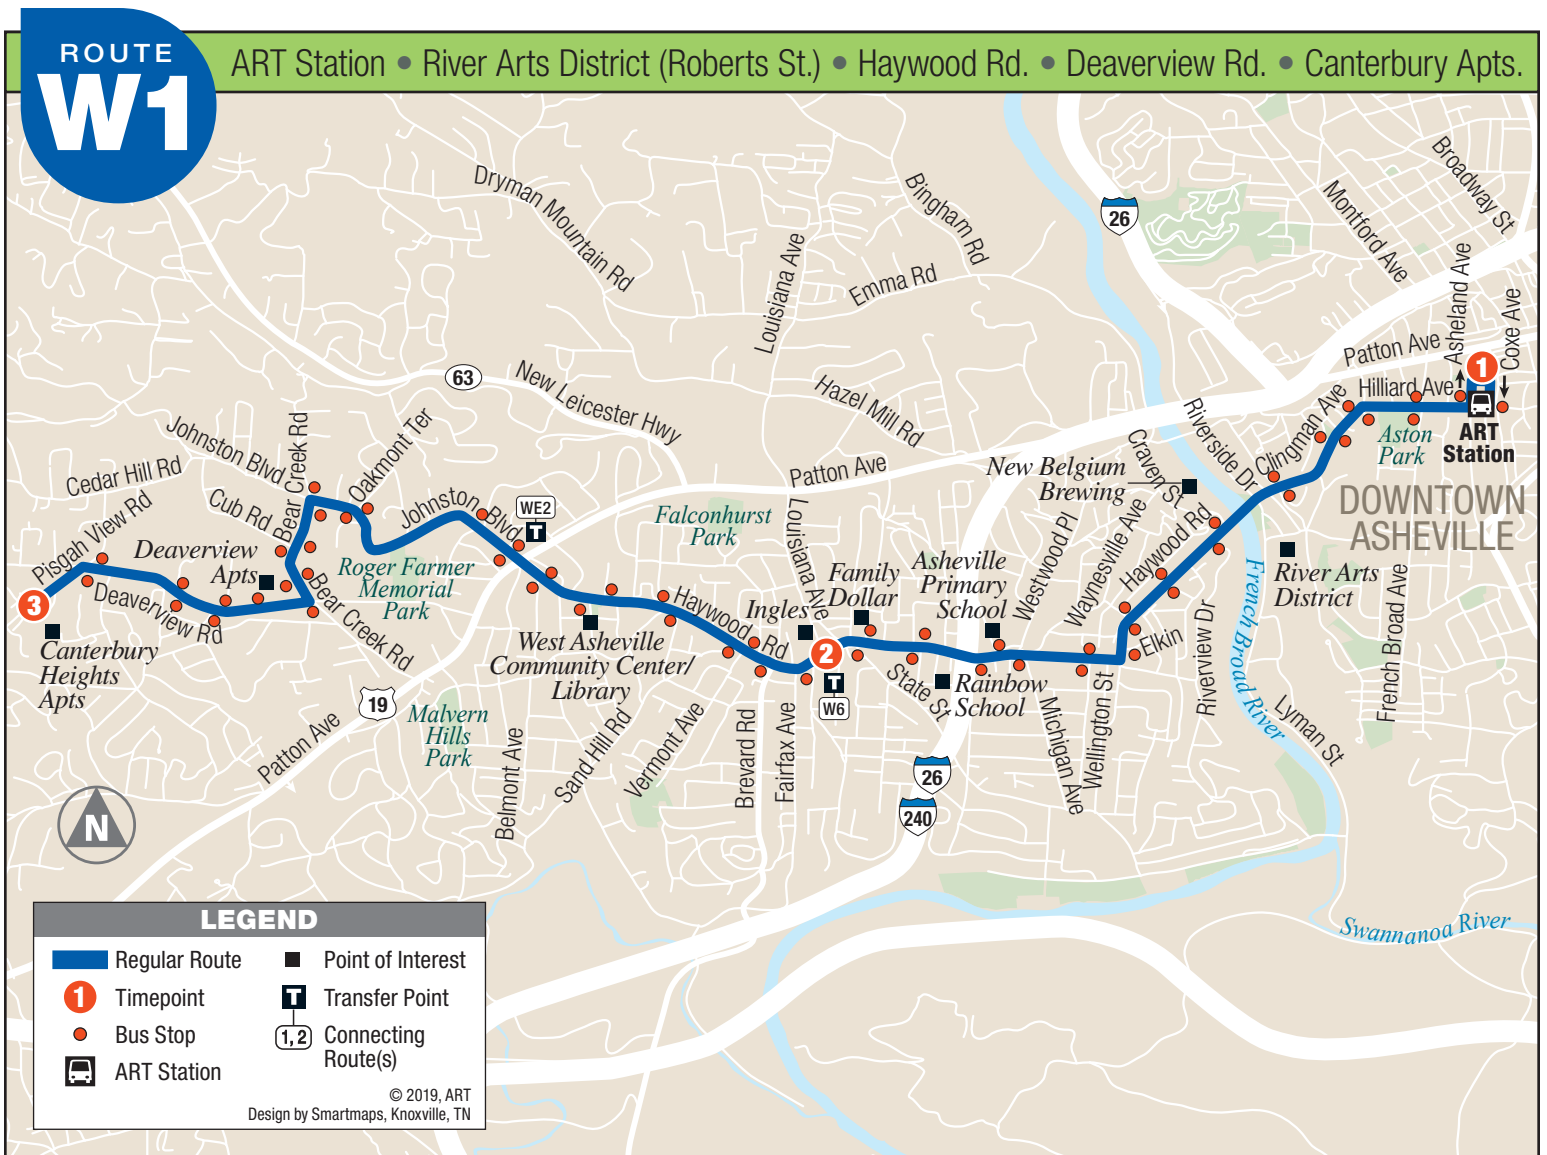 ROUTE
W1
ART Station • River Arts District (Roberts St.) • Haywood Rd. • Deaverview Rd. • Canterbury Apts.
Dryman Mountain Rd
Bingham Rd
Louisiana Ave
Emma Rd
26
Montford Ave
Broadway St
Asheland Ave
Coxe Ave
Patton Ave
Hilliard Ave
1
ART
Station
Aston
Park
DOWNTOWN
ASHEVILLE
63
New Leicester Hwy
Hazel Mill Rd
Patton Ave
Riverside Dr
Clingman Ave
Craven St
New Belgium
Brewing
Haywood Rd
River Arts
District
French Broad Ave
French Broad River
Lyman St
Riverview Dr
Elkin
Johnston Blvd
Bear Creek Rd
Oakmont Ter
Cedar Hill Rd
Cub Rd
Pisgah View Rd
Deaverview
Apts
Deaverview Rd
3
Canterbury
Heights
Apts
Bear Creek Rd
Roger Farmer
Memorial
Park
Johnston Blvd
WE2
T
Falconhurst
Park
Louisiana Ave
Family
Dollar
Asheville
Primary
School
Westwood Pl
Waynesville Ave
Ingles
2
T
W6
Haywood Rd
West Asheville
Community Center/
Library
State St
Rainbow
School
Michigan Ave
Wellington St
19
Patton Ave
Malvern
Hills
Park
Belmont Ave
Sand Hill Rd
Vermont Ave
Brevard Rd
Fairfax Ave
26
240
Swannanoa River
N
LEGEND
Regular Route
Point of Interest
1 Timepoint
T Transfer Point
Bus Stop
1, 2 Connecting
Route(s)
ART Station
© 2019, ART
Design by Smartmaps, Knoxville, TN